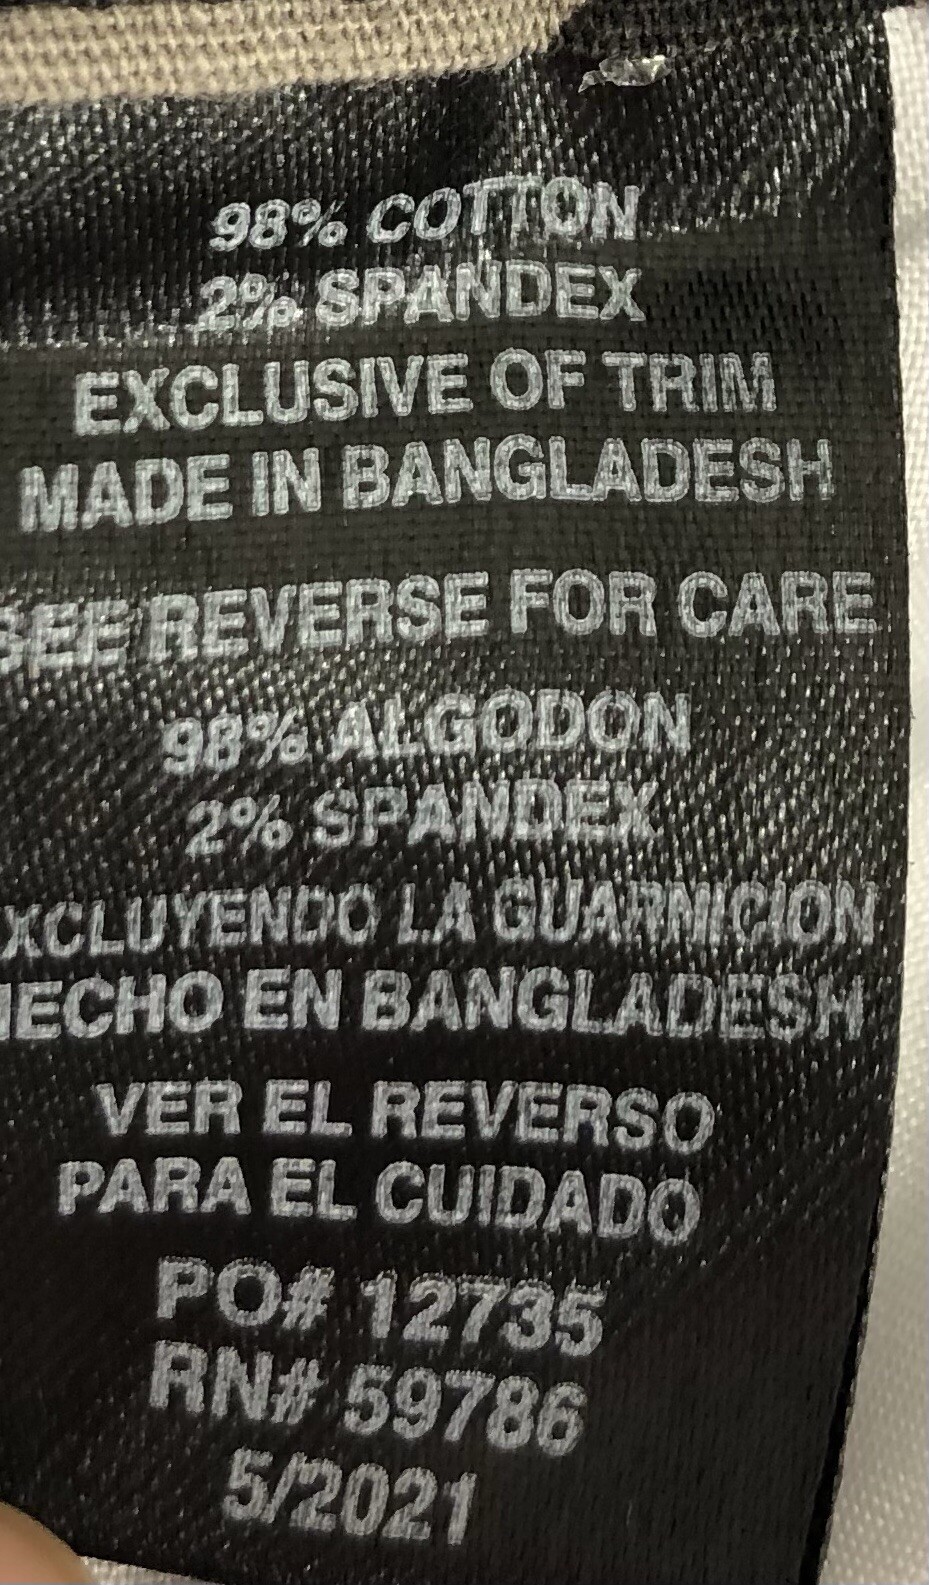 98% COTTON
2% SPANDEX
EXCLUSIVE OF TRIM
MADE IN BANGLADESH
SEE REVERSE FOR CARE
98% ALGODON
2% SPANDEX
XCLUYENDO LA GUARNICION
HECHO EN BANGLADESH
VER EL REVERSO
PARA EL CUIDADO
PO# 12735
RN# 59786
5/2021